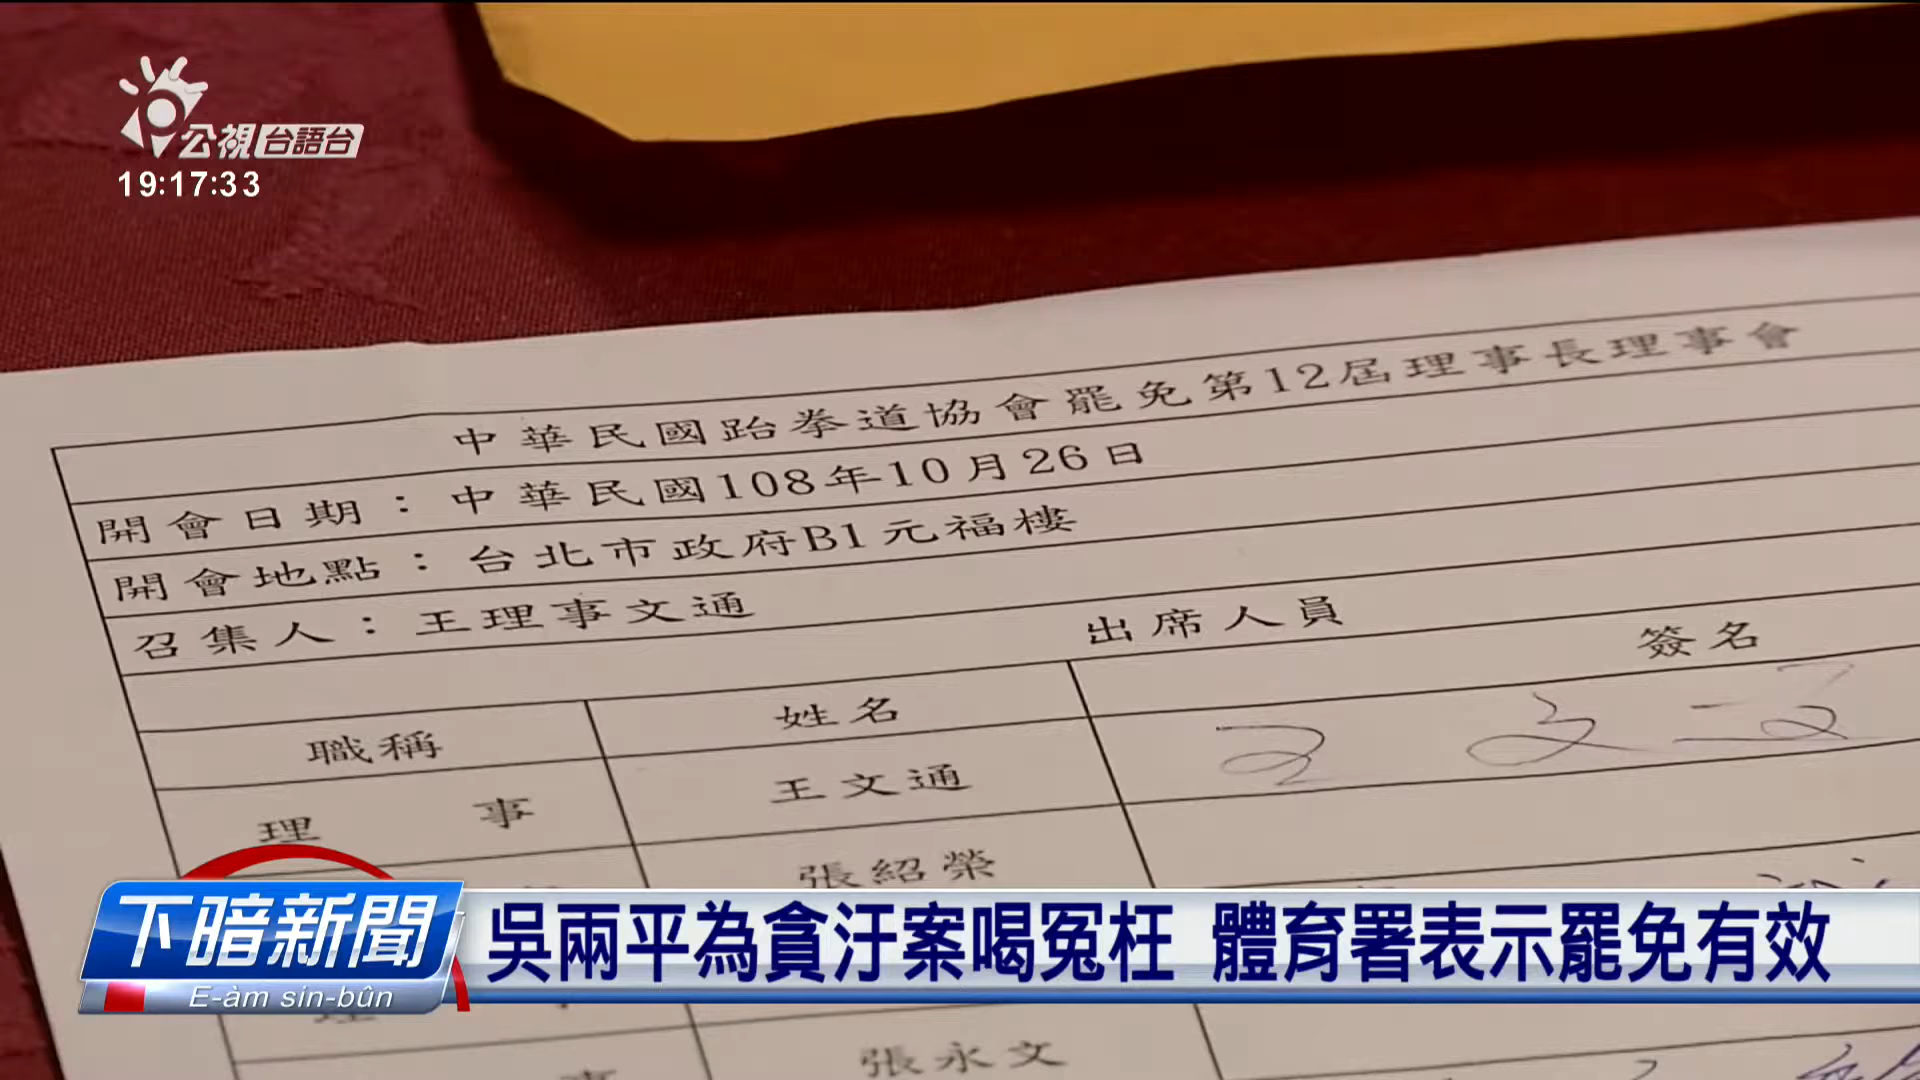 公視台語台
19:17:33
中華民國跆拳道協會罷免第12屆理事長理事會
開會日期：中華民國108年10月26日
開會地點：台北市政府B1元福樓
召集人：王理事文通
出席人員
職稱 姓名 簽名
理事 王文通 王文通
張紹榮
張永文
下暗新聞
E-àm sin-bûn
吳兩平為貪汙案喝冤枉 體育署表示罷免有效